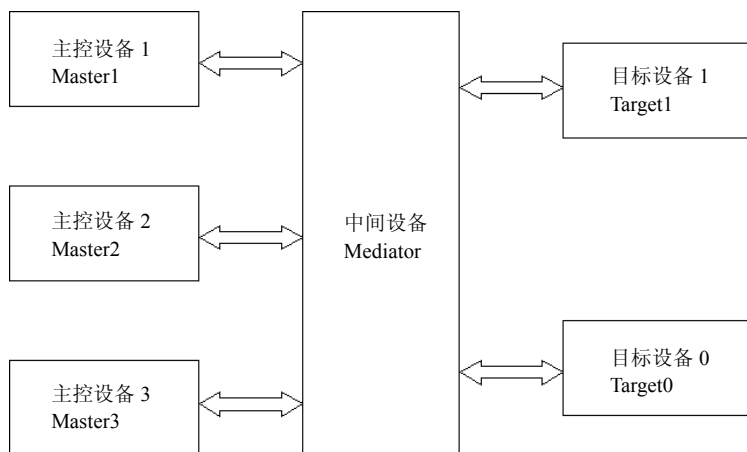 主控设备 1
Master1
目标设备 1
Target1
主控设备 2
Master2
中间设备
Mediator
主控设备 3
Master3
目标设备 0
Target0